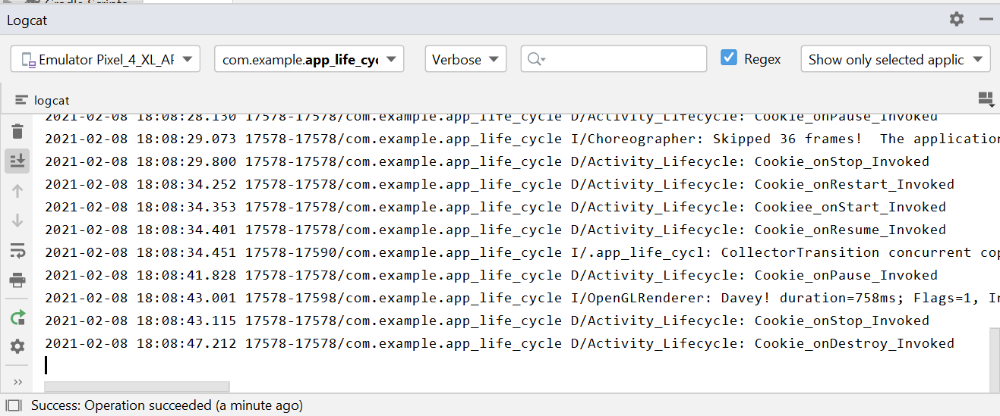 Gradle Scripts
Logcat
Emulator Pixel_4_XL_AF com.example.app_life_cyc Verbose Regex Show only selected applic
logcat
2021-02-08 18:08:28.130 17578-17578/com.example.app_life_cycle D/Activity_Lifecycle: Cookie_onPause_Invoked
2021-02-08 18:08:29.073 17578-17578/com.example.app_life_cycle I/Choreographer: Skipped 36 frames!  The application
2021-02-08 18:08:29.800 17578-17578/com.example.app_life_cycle D/Activity_Lifecycle: Cookie_onStop_Invoked
2021-02-08 18:08:34.252 17578-17578/com.example.app_life_cycle D/Activity_Lifecycle: Cookie_onRestart_Invoked
2021-02-08 18:08:34.353 17578-17578/com.example.app_life_cycle D/Activity_Lifecycle: Cookiee_onStart_Invoked
2021-02-08 18:08:34.401 17578-17578/com.example.app_life_cycle D/Activity_Lifecycle: Cookie_onResume_Invoked
2021-02-08 18:08:34.451 17578-17590/com.example.app_life_cycle I/.app_life_cycl: CollectorTransition concurrent cop
2021-02-08 18:08:41.828 17578-17578/com.example.app_life_cycle D/Activity_Lifecycle: Cookie_onPause_Invoked
2021-02-08 18:08:43.001 17578-17598/com.example.app_life_cycle I/OpenGLRenderer: Davey! duration=758ms; Flags=1, In
2021-02-08 18:08:43.115 17578-17578/com.example.app_life_cycle D/Activity_Lifecycle: Cookie_onStop_Invoked
2021-02-08 18:08:47.212 17578-17578/com.example.app_life_cycle D/Activity_Lifecycle: Cookie_onDestroy_Invoked
Success: Operation succeeded (a minute ago)